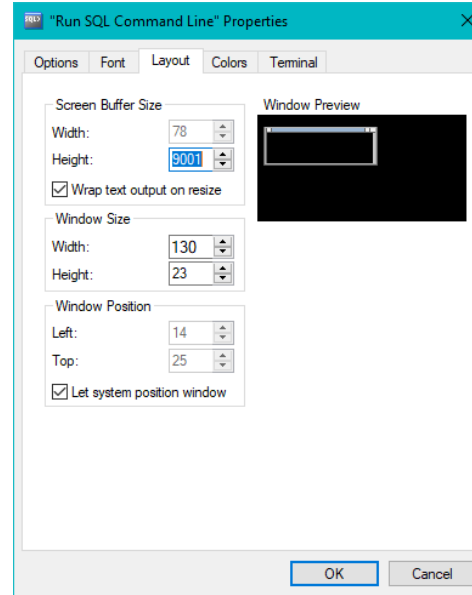 SQL> "Run SQL Command Line" Properties
Options Font Layout Colors Terminal
Screen Buffer Size
Width: 78
Height: 9001
Wrap text output on resize
Window Size
Width: 130
Height: 23
Window Position
Left: 14
Top: 25
Let system position window
Window Preview
OK Cancel